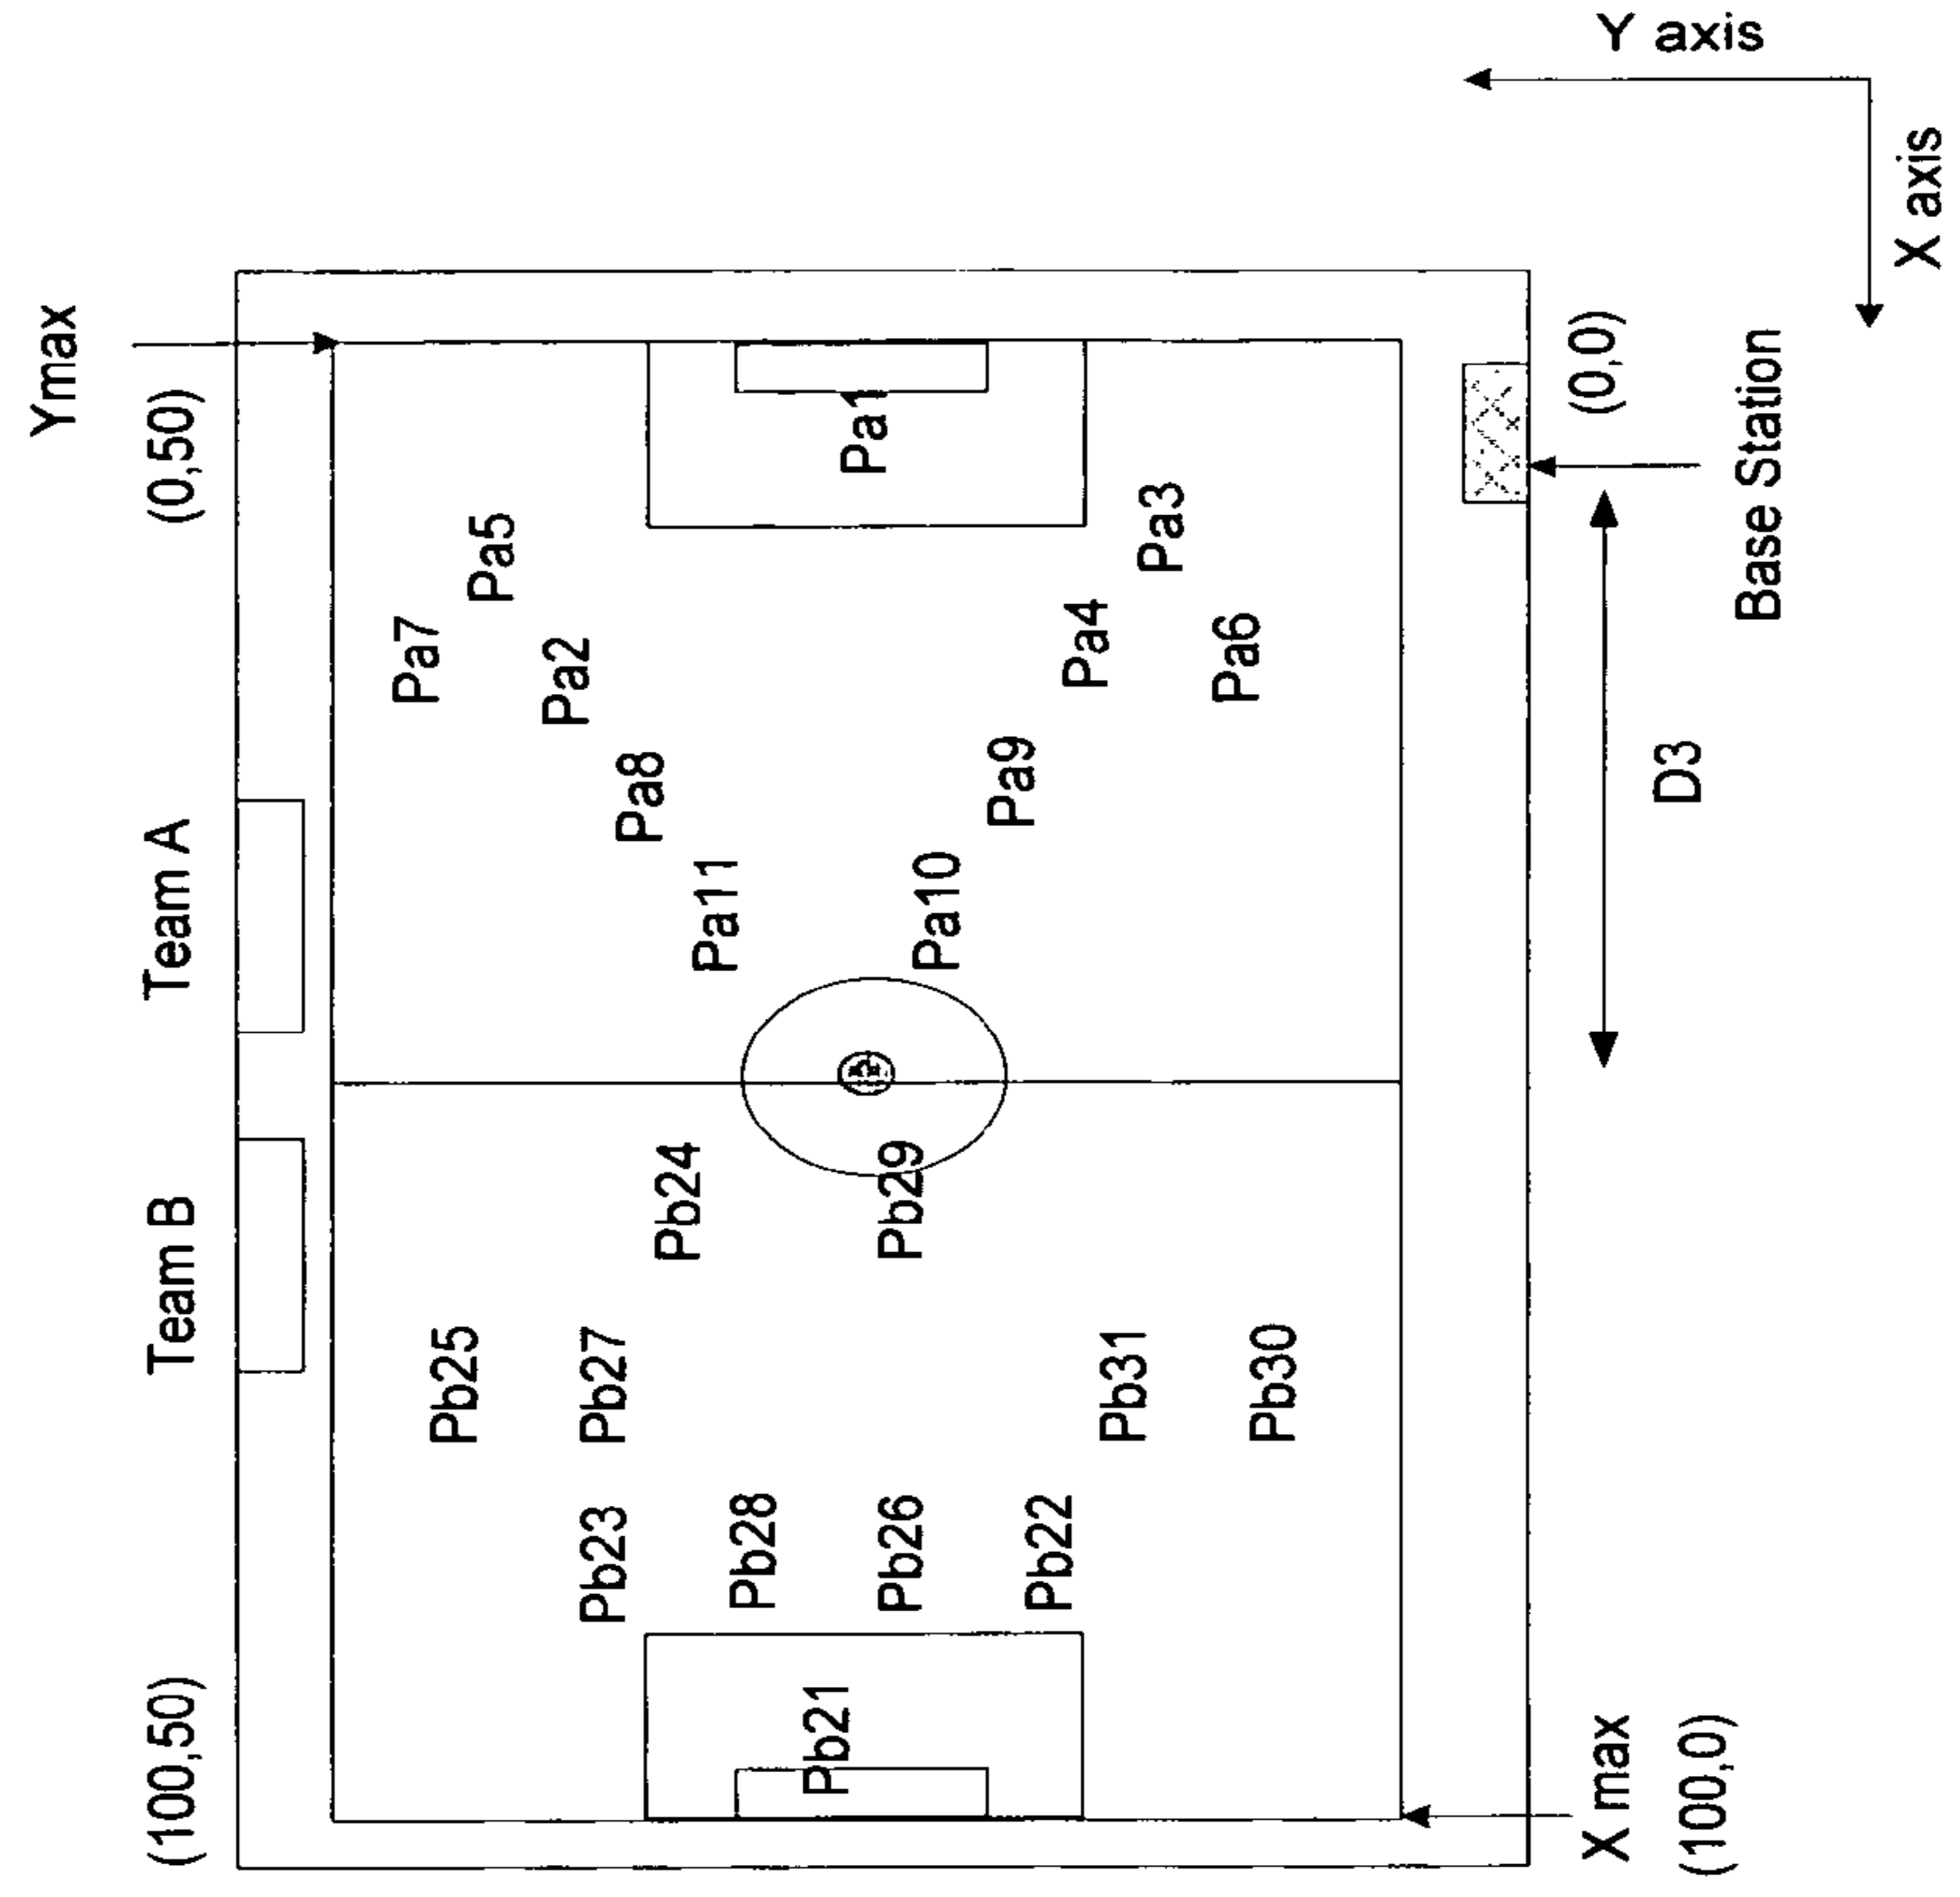 Ymax
(100,50)
Team B
Team A
(0,50)
Pa7
Pb25
Pa5
Pa2
Pb23
Pb27
Pa8
Pb24
Pa11
Pb28
Pb21
Pa1
Pb26
Pb29
Pa10
Pa9
Pb22
Pa4
Pb31
Pa3
Pa6
Pb30
X max
(100,0)
(0,0)
D3
Base Station
Y axis
X axis